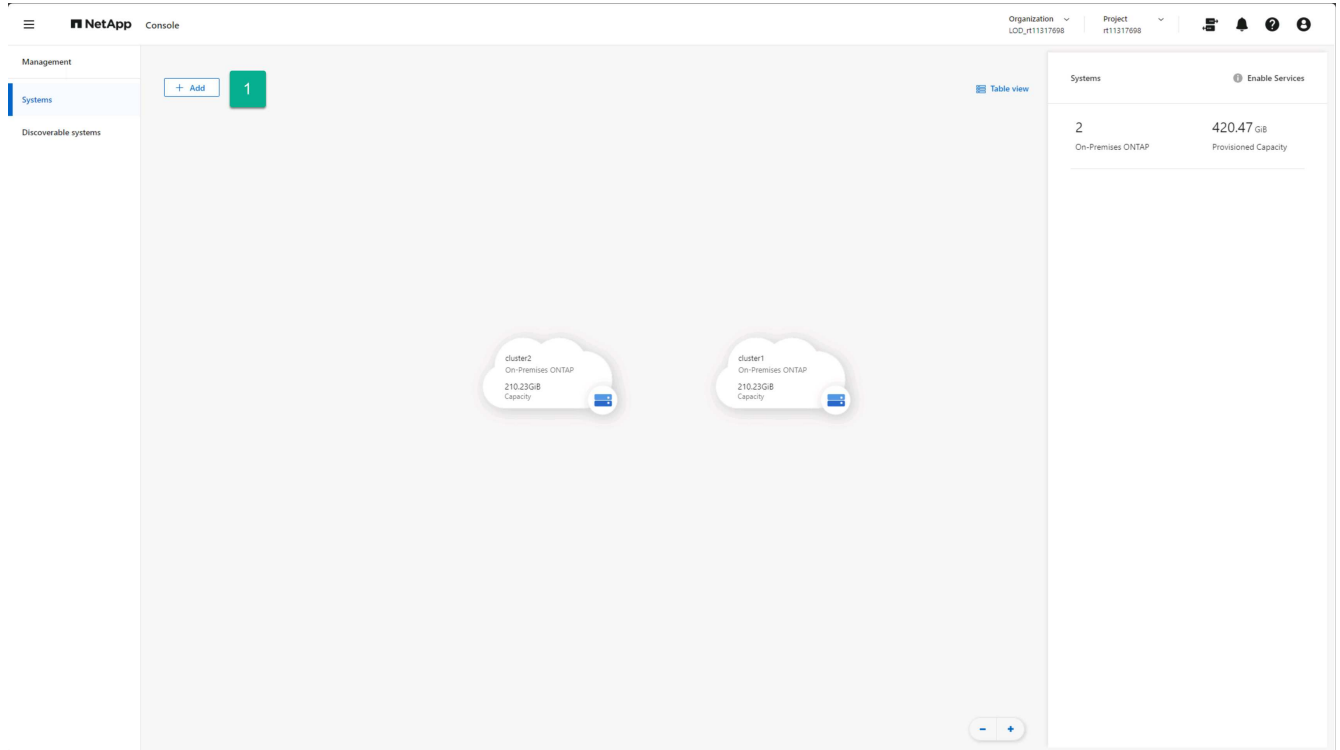 NetApp Console
Organization
LOD_rt11317698
Project
rt11317698
Management
Systems
Discoverable systems
+ Add
1
Table view
cluster2
On-Premises ONTAP
210.23GiB
Capacity
cluster1
On-Premises ONTAP
210.23GiB
Capacity
Systems
Enable Services
2
On-Premises ONTAP
420.47 GiB
Provisioned Capacity